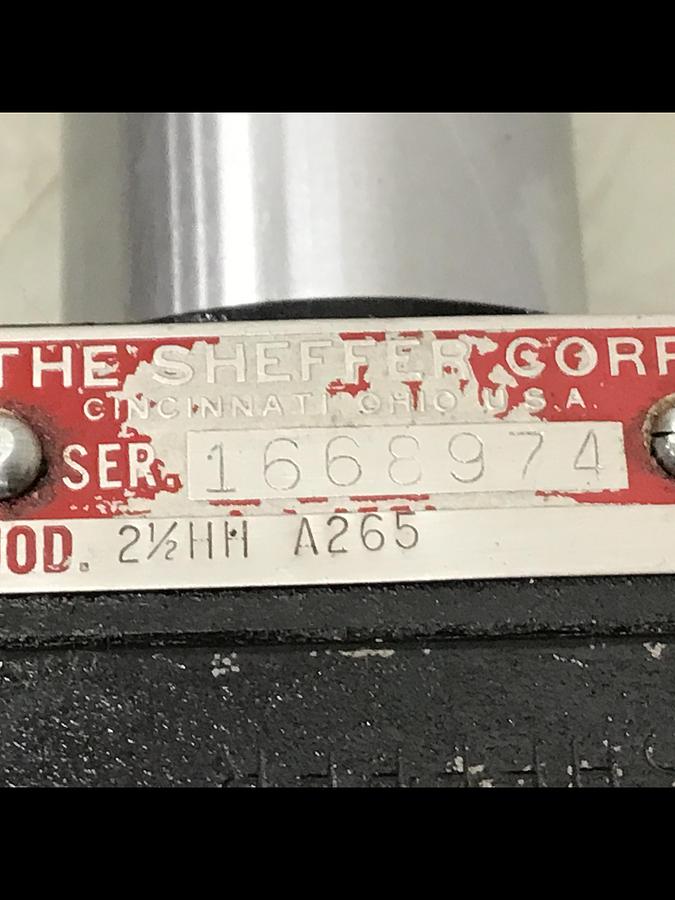 THE SHEFFER CORP
CINCINNATI OHIO U.S.A.
SER. 1668974
MOD. 2½HH A265